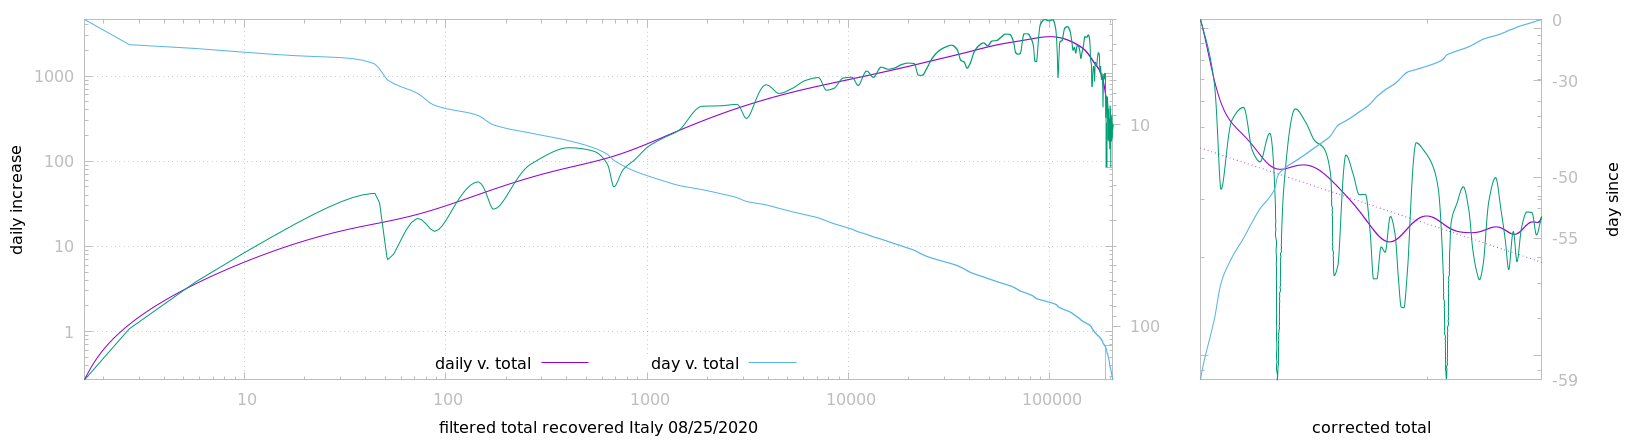 daily increase
1000
100
10
1
10
100
1000
10000
100000
daily v. total
day v. total
filtered total recovered Italy 08/25/2020
10
100
0
-30
-50
-55
-59
day since
corrected total